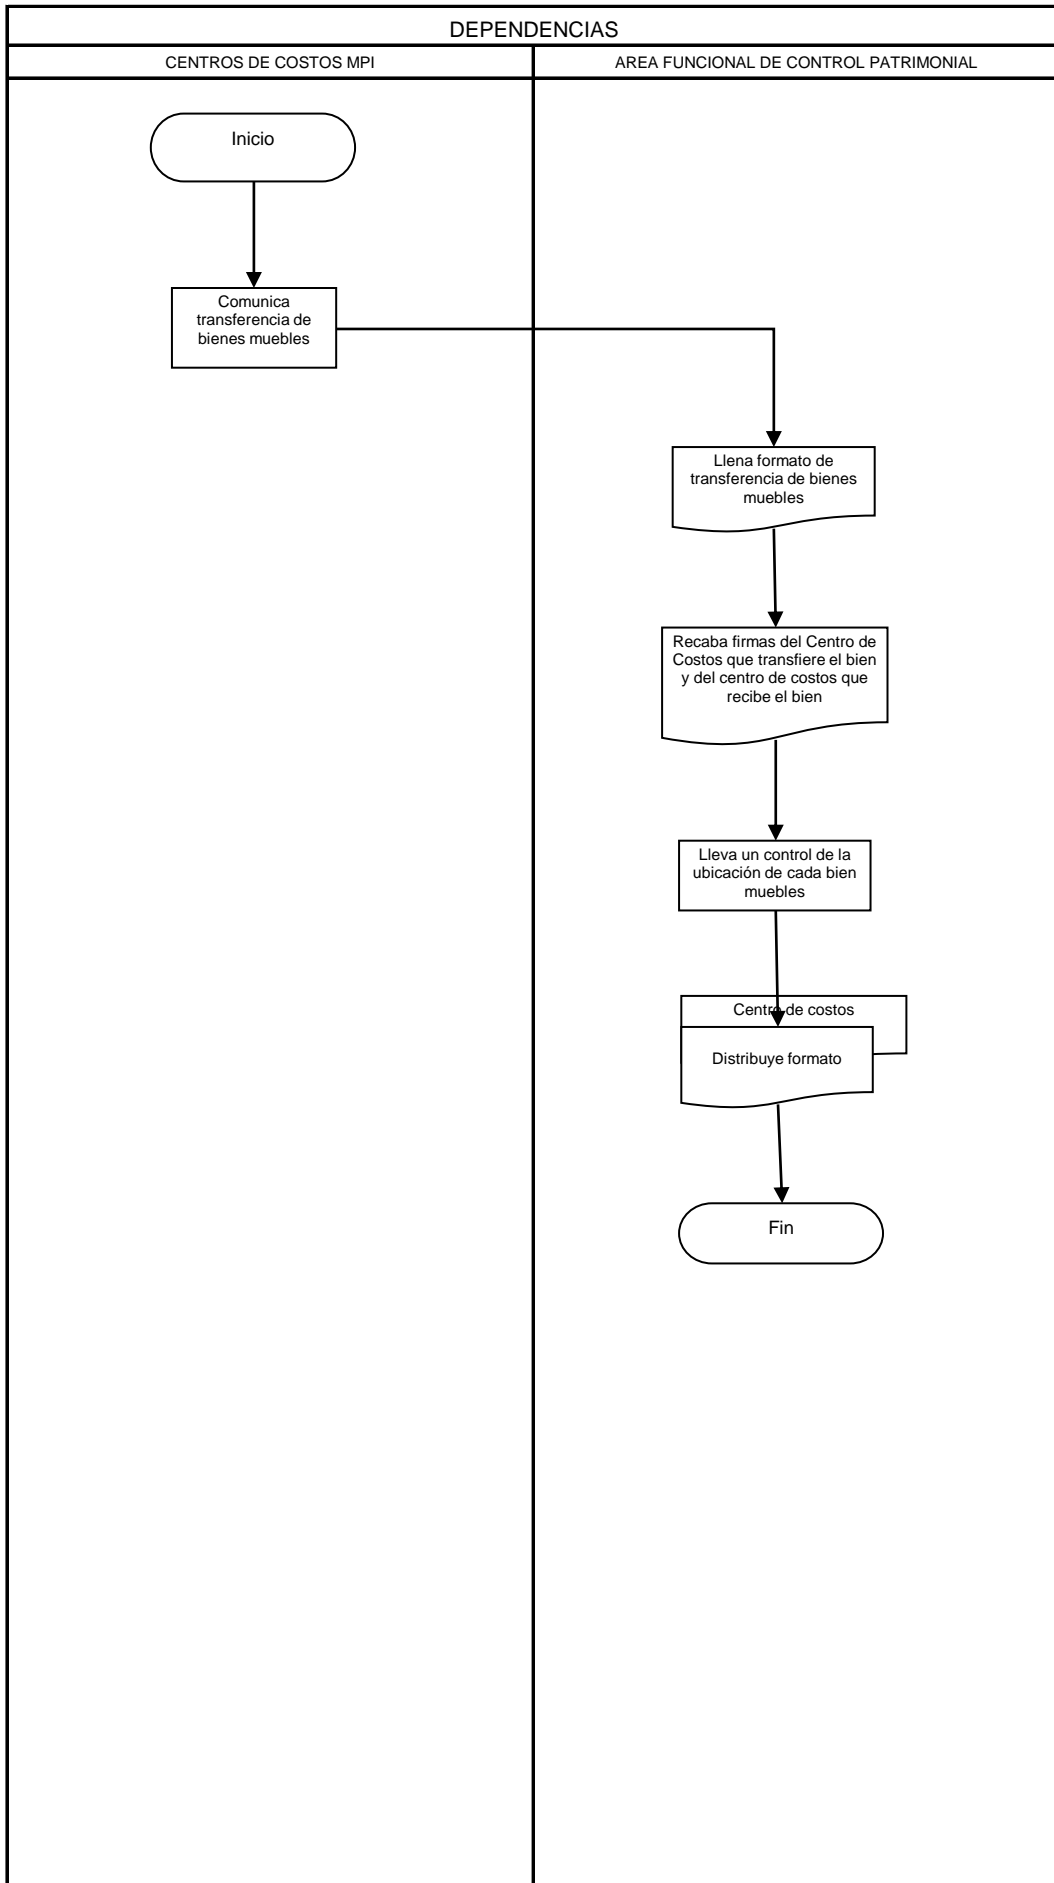 DEPENDENCIAS
CENTROS DE COSTOS MPI
AREA FUNCIONAL DE CONTROL PATRIMONIAL
Inicio
Comunica
transferencia de
bienes muebles
Llena formato de
transferencia de bienes
muebles
Recaba firmas del Centro de
Costos que transfiere el bien
y del centro de costos que
recibe el bien
Lleva un control de la
ubicación de cada bien
muebles
Centro de costos
Distribuye formato
Fin